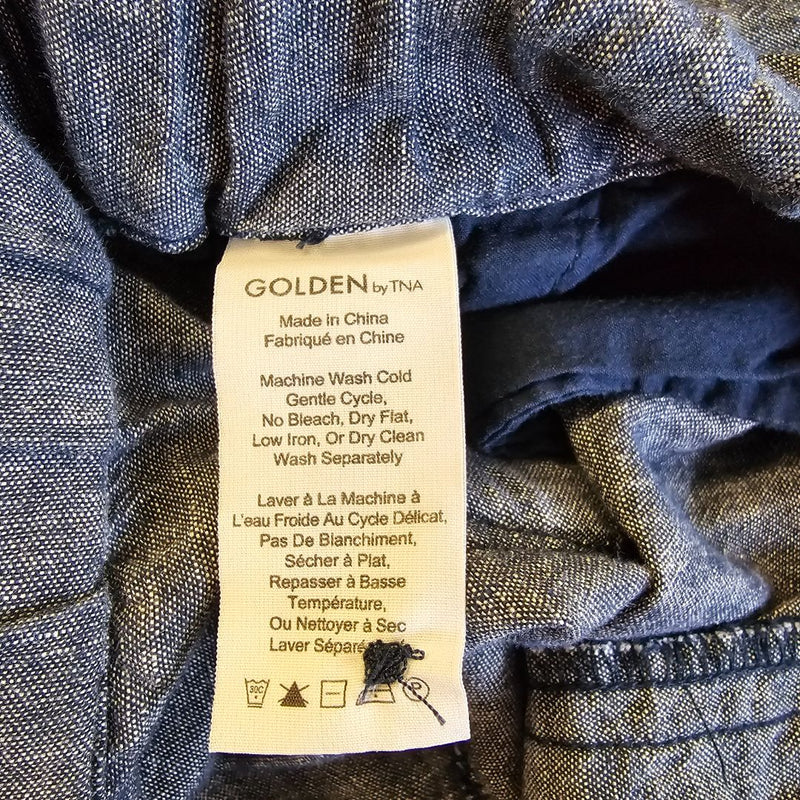 GOLDEN by TNA
Made in China
Fabriqué en Chine
Machine Wash Cold
Gentle Cycle,
No Bleach, Dry Flat,
Low Iron, Or Dry Clean
Wash Separately
Laver à La Machine à
L'eau Froide Au Cycle Délicat,
Pas De Blanchiment,
Sécher à Plat,
Repasser à Basse
Température,
Ou Nettoyer à Sec
Laver
30C
P